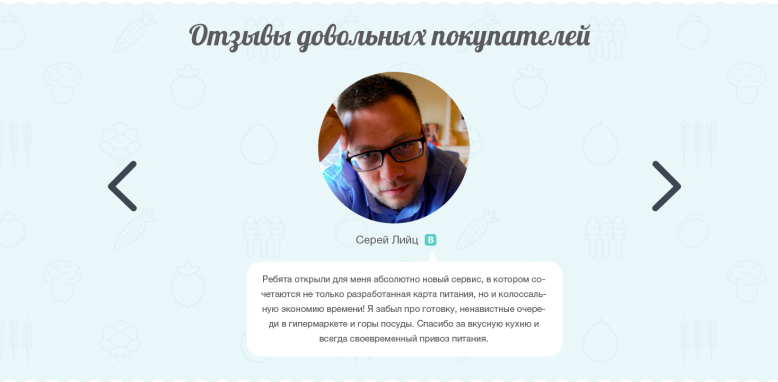 Отзывы довольных покупателей
Серей Лийц B
Ребята открыли для меня абсолютно новый сервис, в котором со-
четаются не только разработанная карта питания, но и колоссаль-
ную экономию времени! Я забыл про готовку, ненавистные очере-
ди в гипермаркете и горы посуды. Спасибо за вкусную кухню и
всегда своевременный привоз питания.